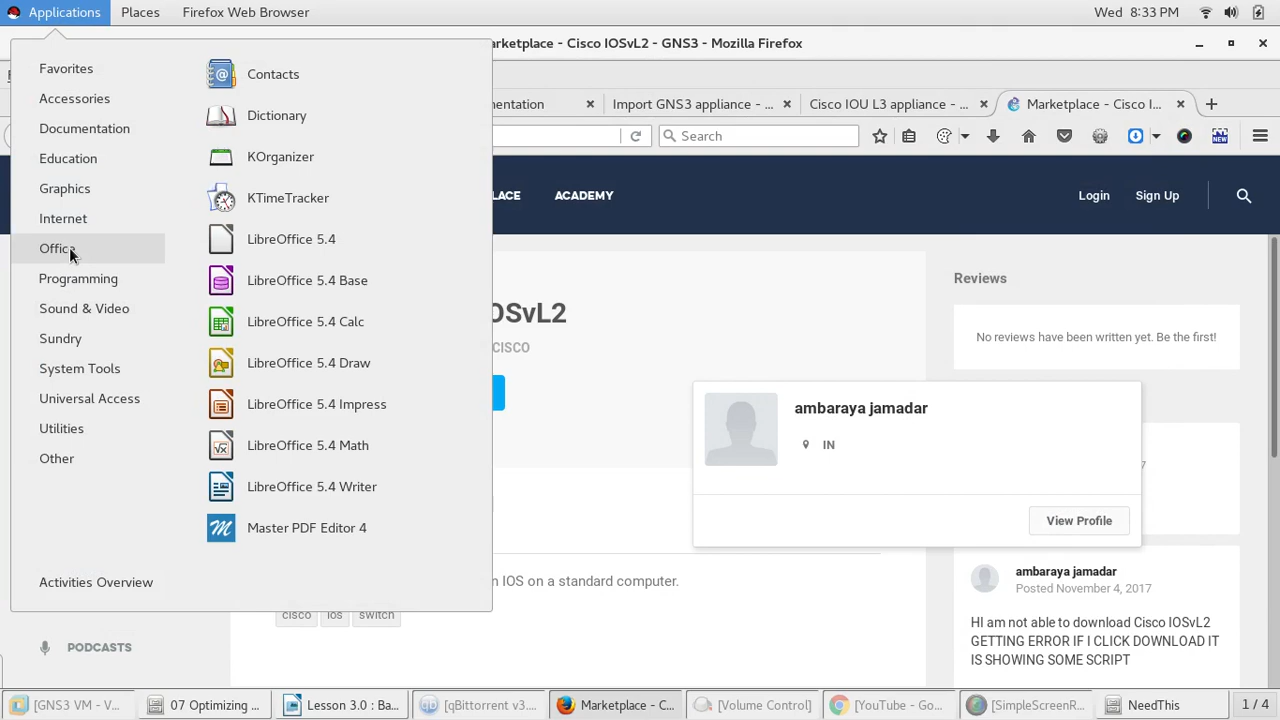 Applications Places Firefox Web Browser Wed 8:33 PM
arketplace - Cisco IOSvL2 - GNS3 - Mozilla Firefox
Favorites
Accessories
Documentation
Education
Graphics
Internet
Office
Programming
Sound & Video
Sundry
System Tools
Universal Access
Utilities
Other
Activities Overview
Contacts
Dictionary
KOrganizer
KTimeTracker
LibreOffice 5.4
LibreOffice 5.4 Base
LibreOffice 5.4 Calc
LibreOffice 5.4 Draw
LibreOffice 5.4 Impress
LibreOffice 5.4 Math
LibreOffice 5.4 Writer
Master PDF Editor 4
mentation Import GNS3 appliance - ... Cisco IOU L3 appliance - ... Marketplace - Cisco I...
Search
NEW
LACE ACADEMY Login Sign Up
OSvL2
CISCO
n IOS on a standard computer.
cisco ios switch
PODCASTS
Reviews
No reviews have been written yet. Be the first!
ambaraya jamadar
IN
View Profile
ambaraya jamadar
Posted November 4, 2017
HI am not able to download Cisco IOSvL2
GETTING ERROR IF I CLICK DOWNLOAD IT
IS SHOWING SOME SCRIPT
[GNS3 VM - V... 07 Optimizing ... Lesson 3.0 : Ba... [qBittorrent v3.... Marketplace - C... [Volume Control] [YouTube - Go... [SimpleScreenR... NeedThis 1 / 4